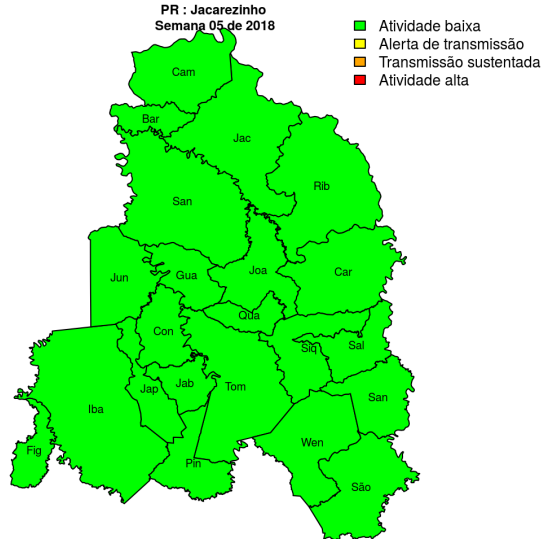 PR : Jacarezinho
Semana 05 de 2018
Atividade baixa
Alerta de transmissão
Transmissão sustentada
Atividade alta
Cam
Bar
Jac
Rib
San
Jun
Gua
Joa
Car
Qua
Con
Siq
Sal
Jap
Jab
Tom
San
Iba
Wen
Fig
Pin
São